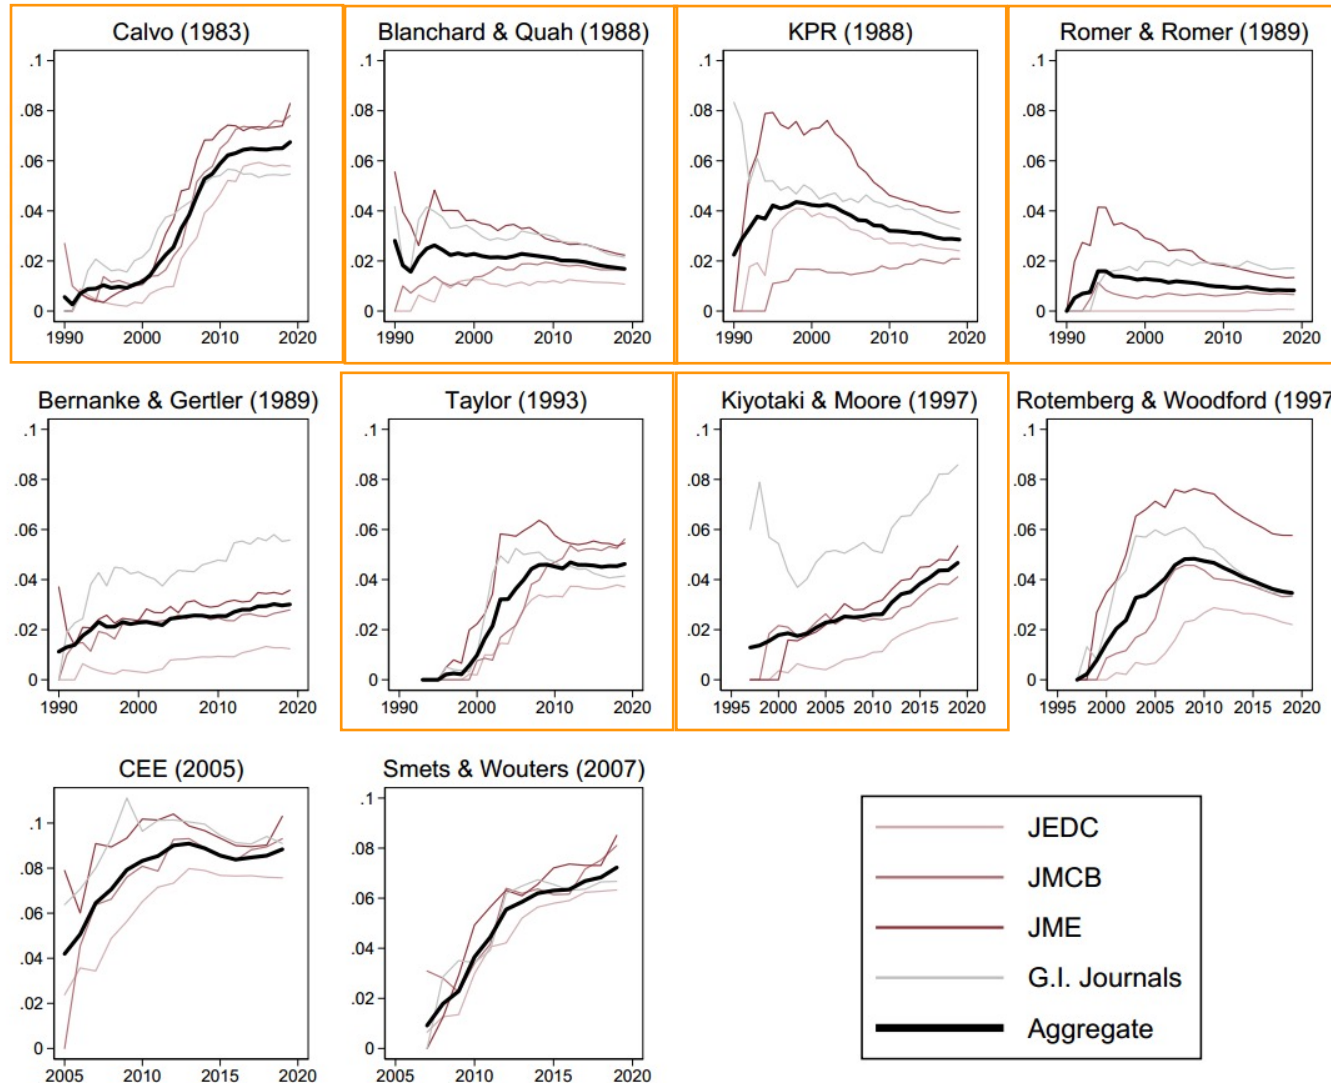 Calvo (1983)
Blanchard & Quah (1988)
KPR (1988)
Romer & Romer (1989)
.1
.08
.06
.04
.02
0
1990 2000 2010 2020
.1
.08
.06
.04
.02
0
1990 2000 2010 2020
.1
.08
.06
.04
.02
0
1990 2000 2010 2020
.1
.08
.06
.04
.02
0
1990 2000 2010 2020
Bernanke & Gertler (1989)
Taylor (1993)
Kiyotaki & Moore (1997)
Rotemberg & Woodford (1997
.1
.08
.06
.04
.02
0
1990 2000 2010 2020
.1
.08
.06
.04
.02
0
1990 2000 2010 2020
.1
.08
.06
.04
.02
0
1995 2000 2005 2010 2015 2020
.1
.08
.06
.04
.02
0
1995 2000 2005 2010 2015 2020
CEE (2005)
Smets & Wouters (2007)
.1
.08
.06
.04
.02
0
2005 2010 2015 2020
.1
.08
.06
.04
.02
0
2005 2010 2015 2020
JEDC
JMCB
JME
G.I. Journals
Aggregate